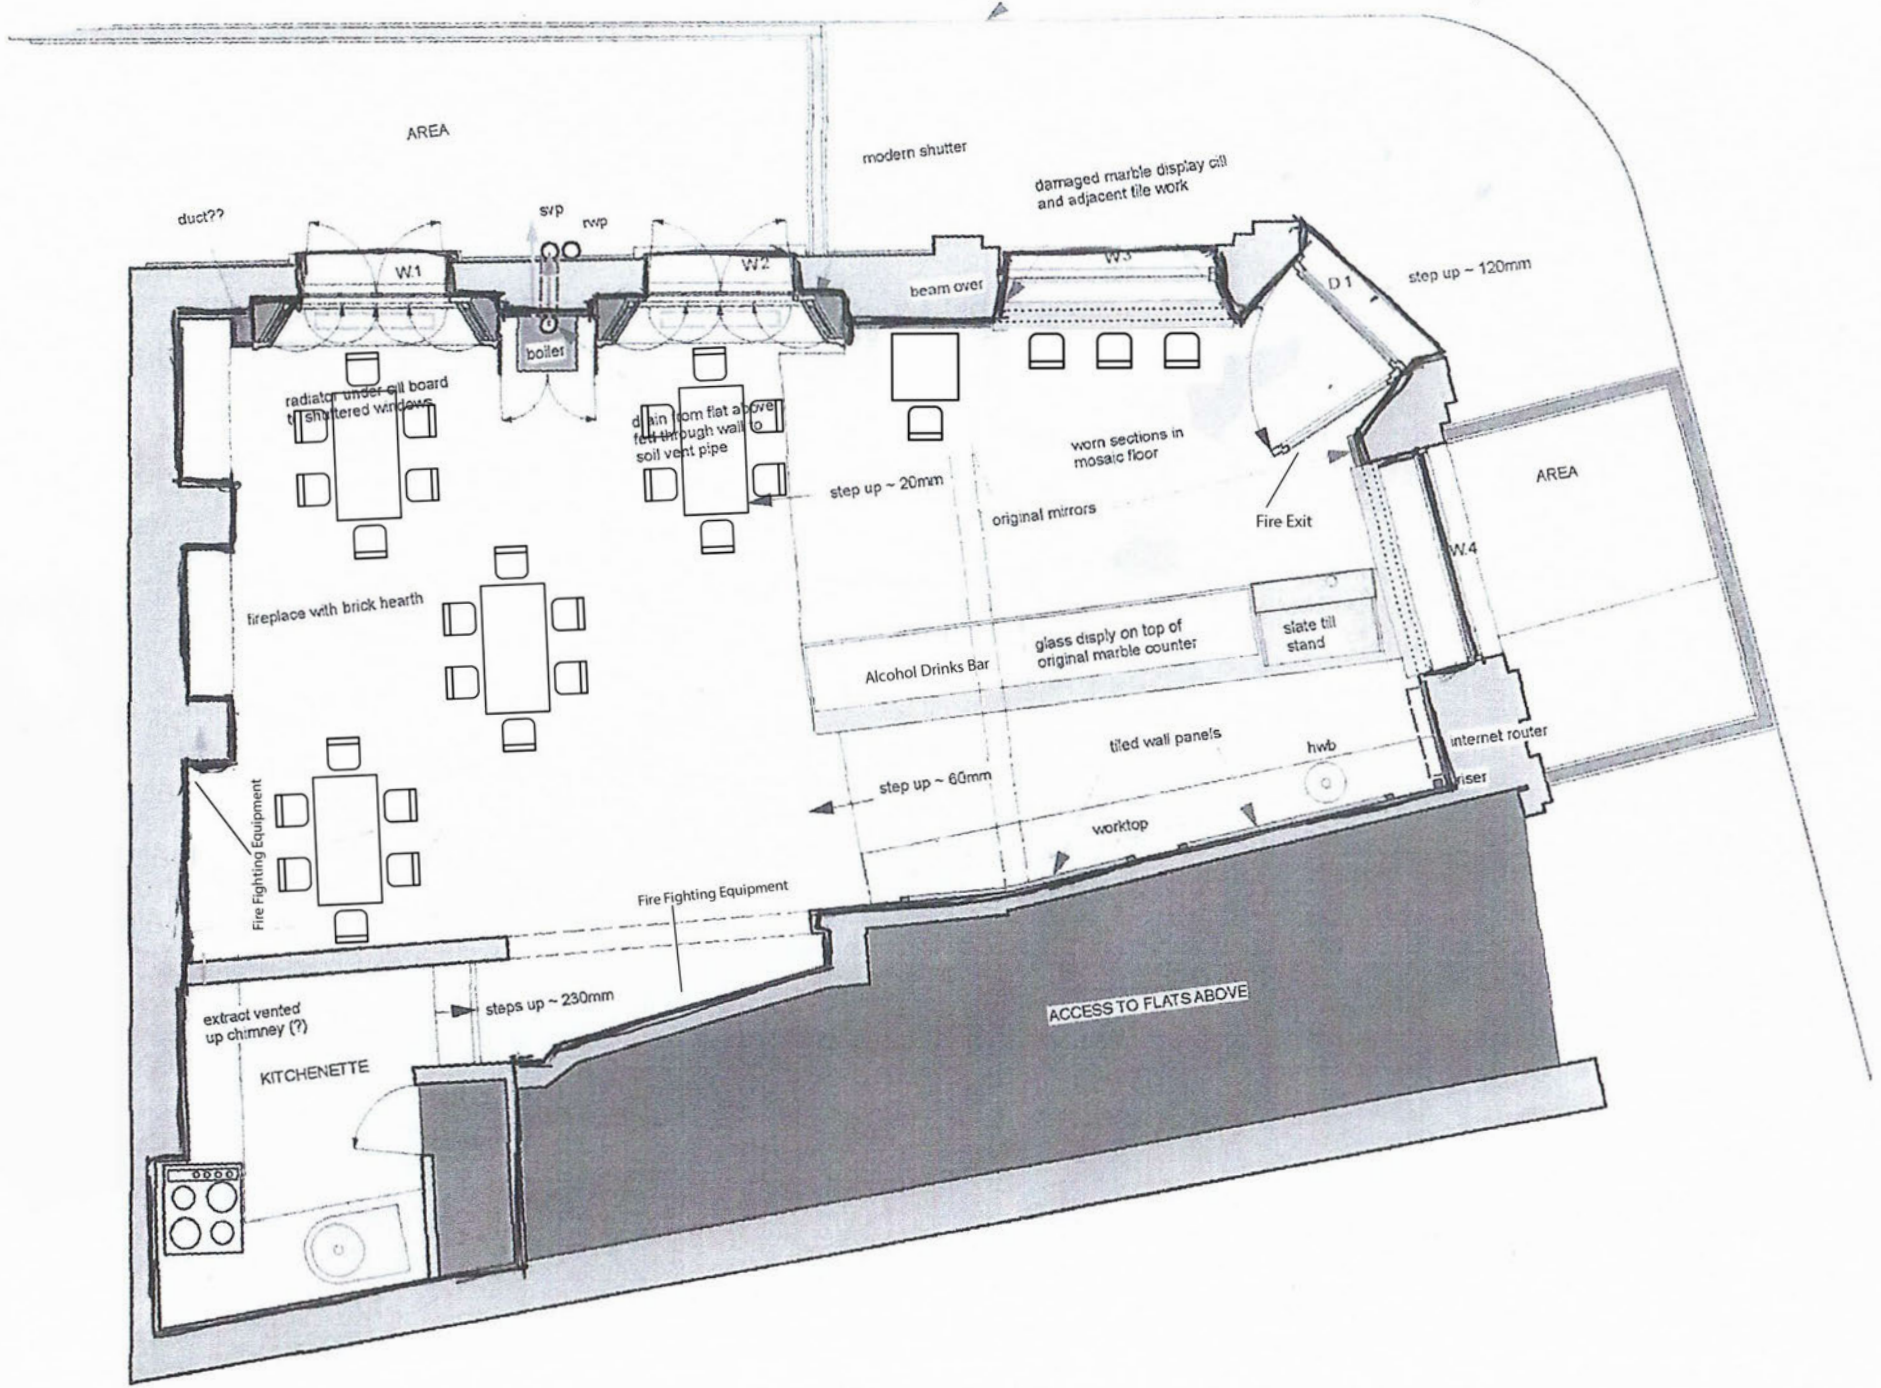 AREA
modern shutter
damaged marble display cill
and adjacent tile work
duct??
svp
rwp
W.1
W.2
W.3
beam over
D 1
step up ~ 120mm
boiler
radiator under cill board
to shuttered windows
drain from flat above
fed through wall to
soil vent pipe
step up ~ 20mm
worn sections in
mosaic floor
original mirrors
Fire Exit
AREA
W.4
fireplace with brick hearth
Alcohol Drinks Bar
glass disply on top of
original marble counter
slate till
stand
tiled wall panels
hwb
internet router
riser
step up ~ 60mm
worktop
Fire Fighting Equipment
Fire Fighting Equipment
steps up ~ 230mm
extract vented
up chimney (?)
KITCHENETTE
ACCESS TO FLATS ABOVE